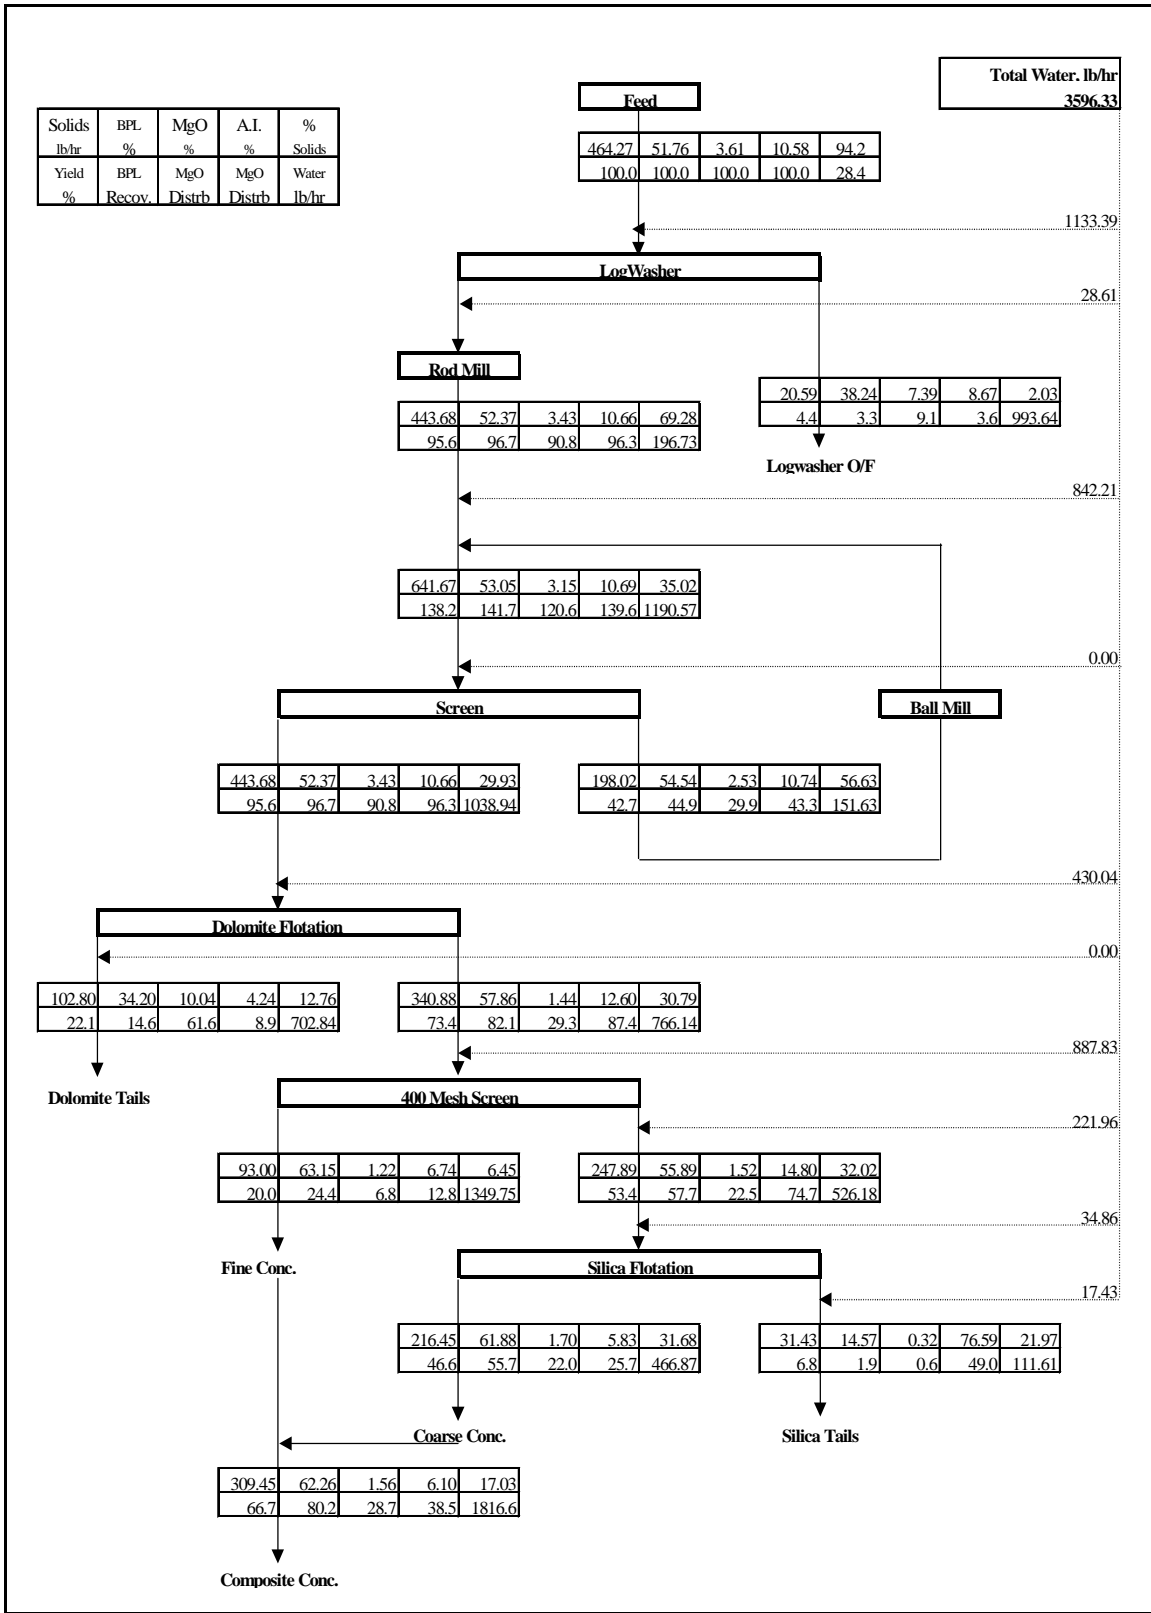 Total Water. lb/hr
3596.33
Feed
Solids BPL MgO A.I. %
lb/hr % % % Solids
Yield BPL MgO MgO Water
% Recov. Distrb Distrb lb/hr
464.27 51.76 3.61 10.58 94.2
100.0 100.0 100.0 100.0 28.4
1133.39
LogWasher
28.61
Rod Mill
20.59 38.24 7.39 8.67 2.03
4.4 3.3 9.1 3.6 993.64
443.68 52.37 3.43 10.66 69.28
95.6 96.7 90.8 96.3 196.73
Logwasher O/F
842.21
641.67 53.05 3.15 10.69 35.02
138.2 141.7 120.6 139.6 1190.57
0.00
Screen
Ball Mill
443.68 52.37 3.43 10.66 29.93
95.6 96.7 90.8 96.3 1038.94
198.02 54.54 2.53 10.74 56.63
42.7 44.9 29.9 43.3 151.63
430.04
Dolomite Flotation
0.00
102.80 34.20 10.04 4.24 12.76
22.1 14.6 61.6 8.9 702.84
340.88 57.86 1.44 12.60 30.79
73.4 82.1 29.3 87.4 766.14
887.83
Dolomite Tails
400 Mesh Screen
221.96
93.00 63.15 1.22 6.74 6.45
20.0 24.4 6.8 12.8 1349.75
247.89 55.89 1.52 14.80 32.02
53.4 57.7 22.5 74.7 526.18
34.86
Fine Conc.
Silica Flotation
17.43
216.45 61.88 1.70 5.83 31.68
46.6 55.7 22.0 25.7 466.87
31.43 14.57 0.32 76.59 21.97
6.8 1.9 0.6 49.0 111.61
Coarse Conc.
Silica Tails
309.45 62.26 1.56 6.10 17.03
66.7 80.2 28.7 38.5 1816.6
Composite Conc.